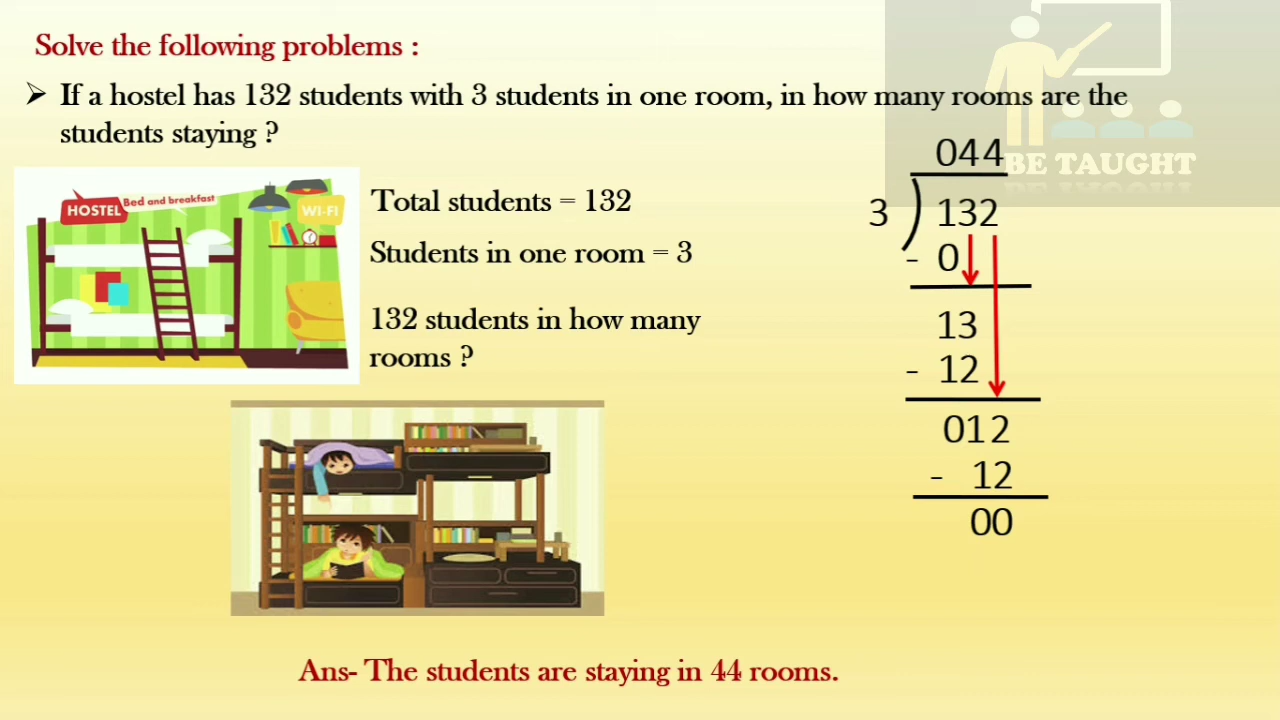 Solve the following problems :
➢ If a hostel has 132 students with 3 students in one room, in how many rooms are the
students staying ?
BE TAUGHT
HOSTEL
Bed and breakfast
WI-FI
Total students = 132
Students in one room = 3
132 students in how many
rooms ?
044
3 ) 132
- 0
13
- 12
012
- 12
00
Ans- The students are staying in 44 rooms.